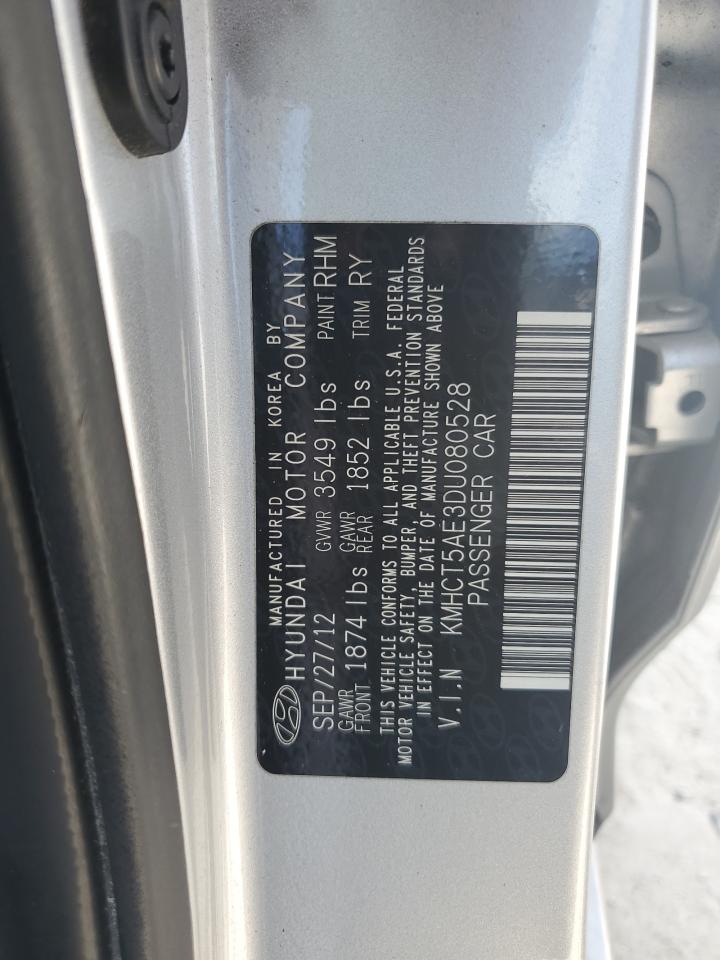 MANUFACTURED IN KOREA BY
HYUNDAI MOTOR COMPANY
SEP/27/12 GVWR 3549 lbs PAINT RHM
GAWR FRONT 1874 lbs GAWR REAR 1852 lbs TRIM RY
THIS VEHICLE CONFORMS TO ALL APPLICABLE U.S.A. FEDERAL
MOTOR VEHICLE SAFETY, BUMPER, AND THEFT PREVENTION STANDARDS
IN EFFECT ON THE DATE OF MANUFACTURE SHOWN ABOVE
V.I.N KMHCT5AE3DU080528
PASSENGER CAR